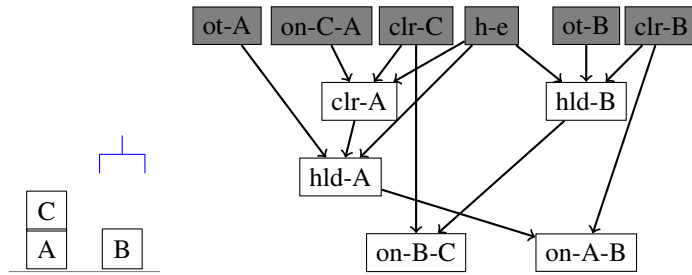 ot-A on-C-A clr-C h-e ot-B clr-B
clr-A hld-B
hld-A
on-B-C on-A-B
C
A B